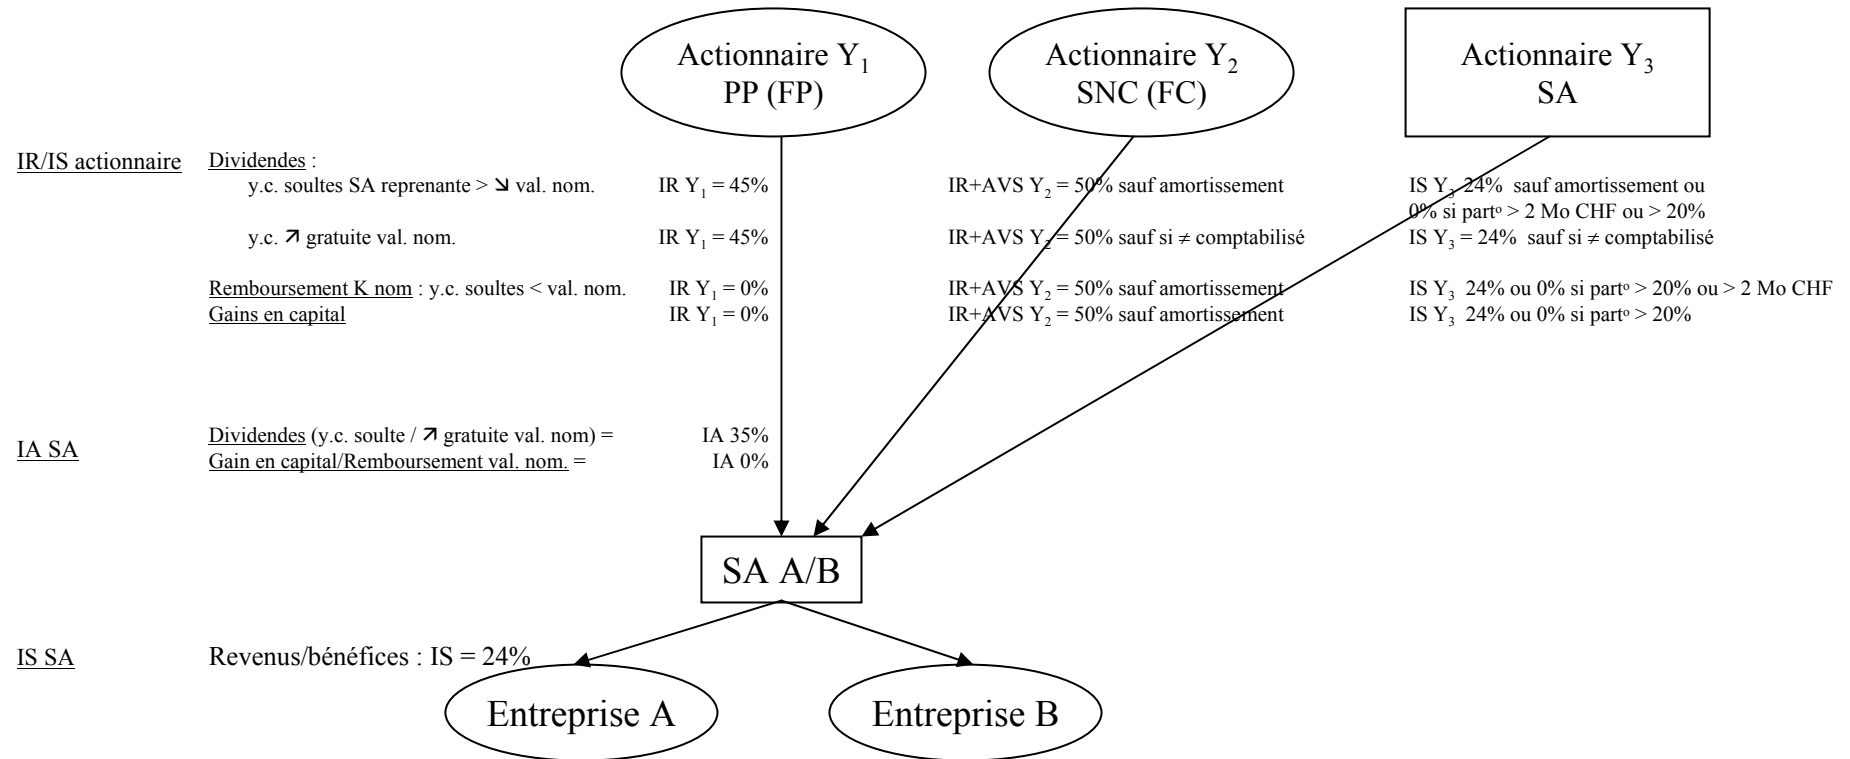 Actionnaire Y₁
PP (FP)
Actionnaire Y₂
SNC (FC)
Actionnaire Y₃
SA
IR/IS actionnaire
Dividendes :
y.c. soultes SA reprenante > ➘ val. nom. IR Y₁ = 45% IR+AVS Y₂ = 50% sauf amortissement IS Y₃ 24% sauf amortissement ou
0% si partº > 2 Mo CHF ou > 20%
y.c. ➚ gratuite val. nom. IR Y₁ = 45% IR+AVS Y₂ = 50% sauf si ≠ comptabilisé IS Y₃ = 24% sauf si ≠ comptabilisé
Remboursement K nom : y.c. soultes < val. nom. IR Y₁ = 0% IR+AVS Y₂ = 50% sauf amortissement IS Y₃ 24% ou 0% si partº > 20% ou > 2 Mo CHF
Gains en capital IR Y₁ = 0% IR+AVS Y₂ = 50% sauf amortissement IS Y₃ 24% ou 0% si partº > 20%
IA SA
Dividendes (y.c. soulte / ➚ gratuite val. nom) = IA 35%
Gain en capital/Remboursement val. nom. = IA 0%
SA A/B
IS SA
Revenus/bénéfices : IS = 24%
Entreprise A
Entreprise B